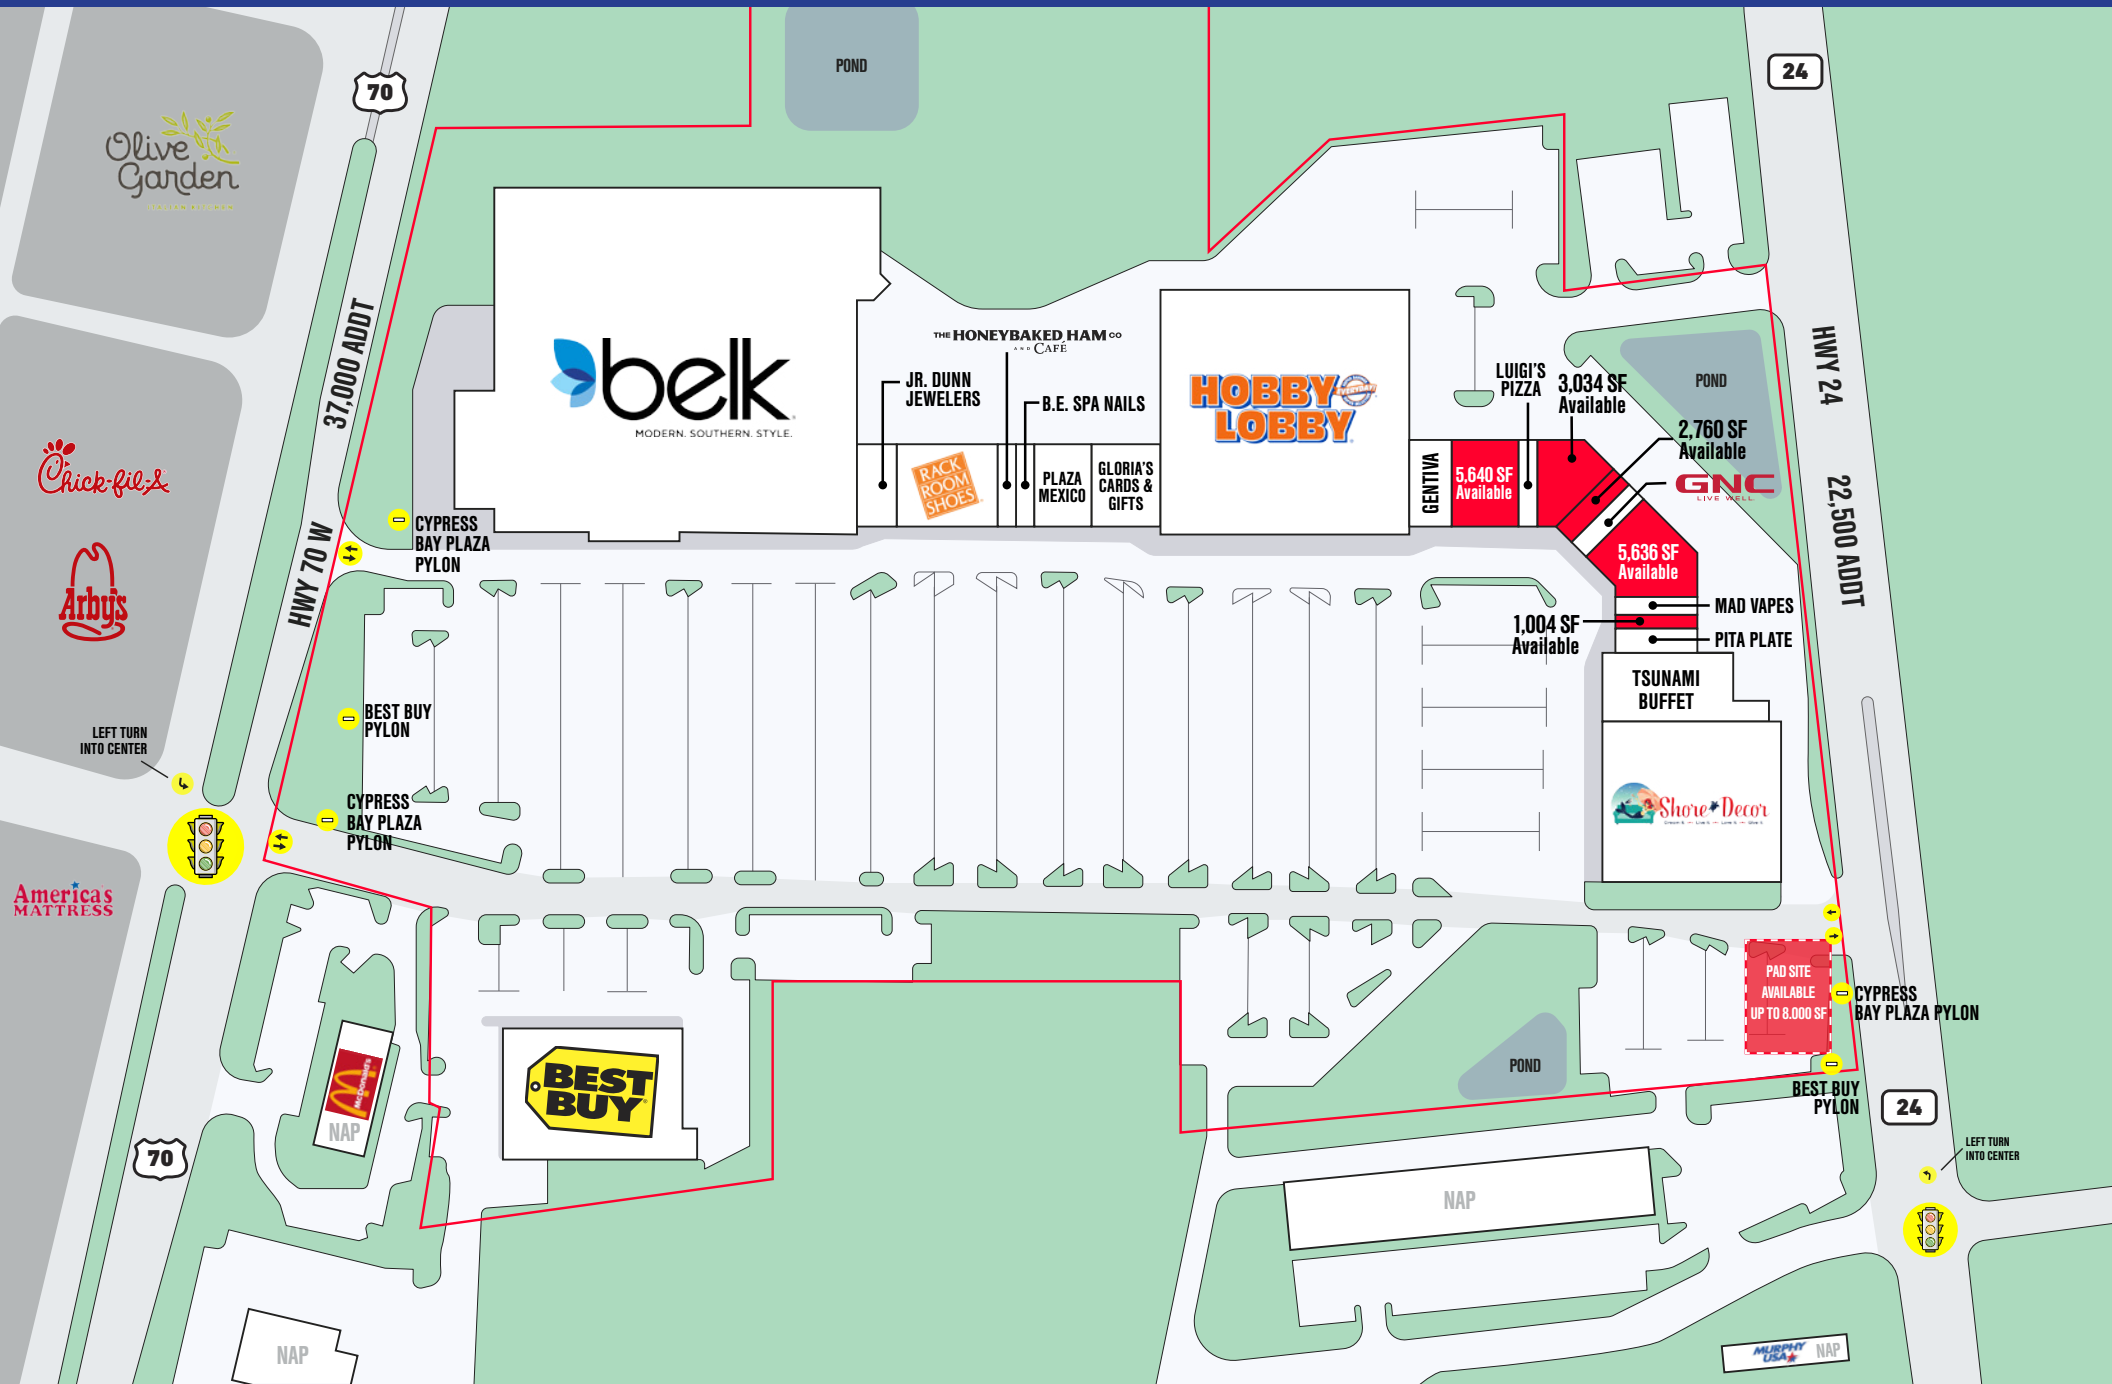 POND
24
70
Olive
Garden
37,000 ADDT
HWY 70 W
belk
MODERN. SOUTHERN. STYLE.
THE HONEYBAKED HAM CO
AND CAFÉ
JR. DUNN
JEWELERS
B.E. SPA NAILS
RACK
ROOM
SHOES
PLAZA
MEXICO
GLORIA'S
CARDS &
GIFTS
HOBBY
LOBBY
LUIGI'S
PIZZA
3,034 SF
Available
POND
HWY 24
2,760 SF
Available
GNC
LIVE WELL
GENTIVA
5,640 SF
Available
22,500 ADDT
Chick-fil-A
CYPRESS
BAY PLAZA
PYLON
5,636 SF
Available
Arby's
MAD VAPES
1,004 SF
Available
PITA PLATE
TSUNAMI
BUFFET
BEST BUY
PYLON
LEFT TURN
INTO CENTER
CYPRESS
BAY PLAZA
PYLON
Shore Decor
America's
MATTRESS
PAD SITE
AVAILABLE
UP TO 8.000 SF
CYPRESS
BAY PLAZA PYLON
McDonald's
NAP
BEST
BUY
POND
BEST BUY
PYLON
24
70
LEFT TURN
INTO CENTER
NAP
NAP
MURPHY
USA
NAP